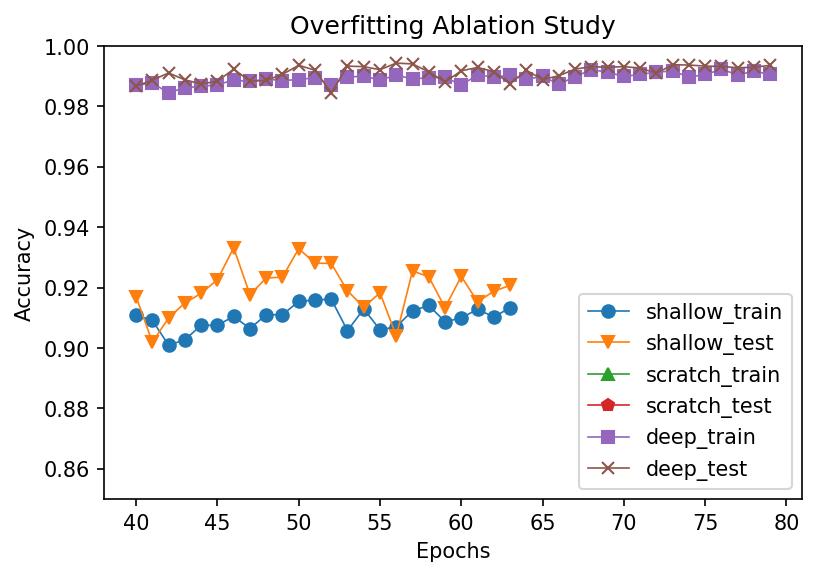 Overfitting Ablation Study
Accuracy
1.00
0.98
0.96
0.94
0.92
0.90
0.88
0.86
shallow_train
shallow_test
scratch_train
scratch_test
deep_train
deep_test
40 45 50 55 60 65 70 75 80
Epochs